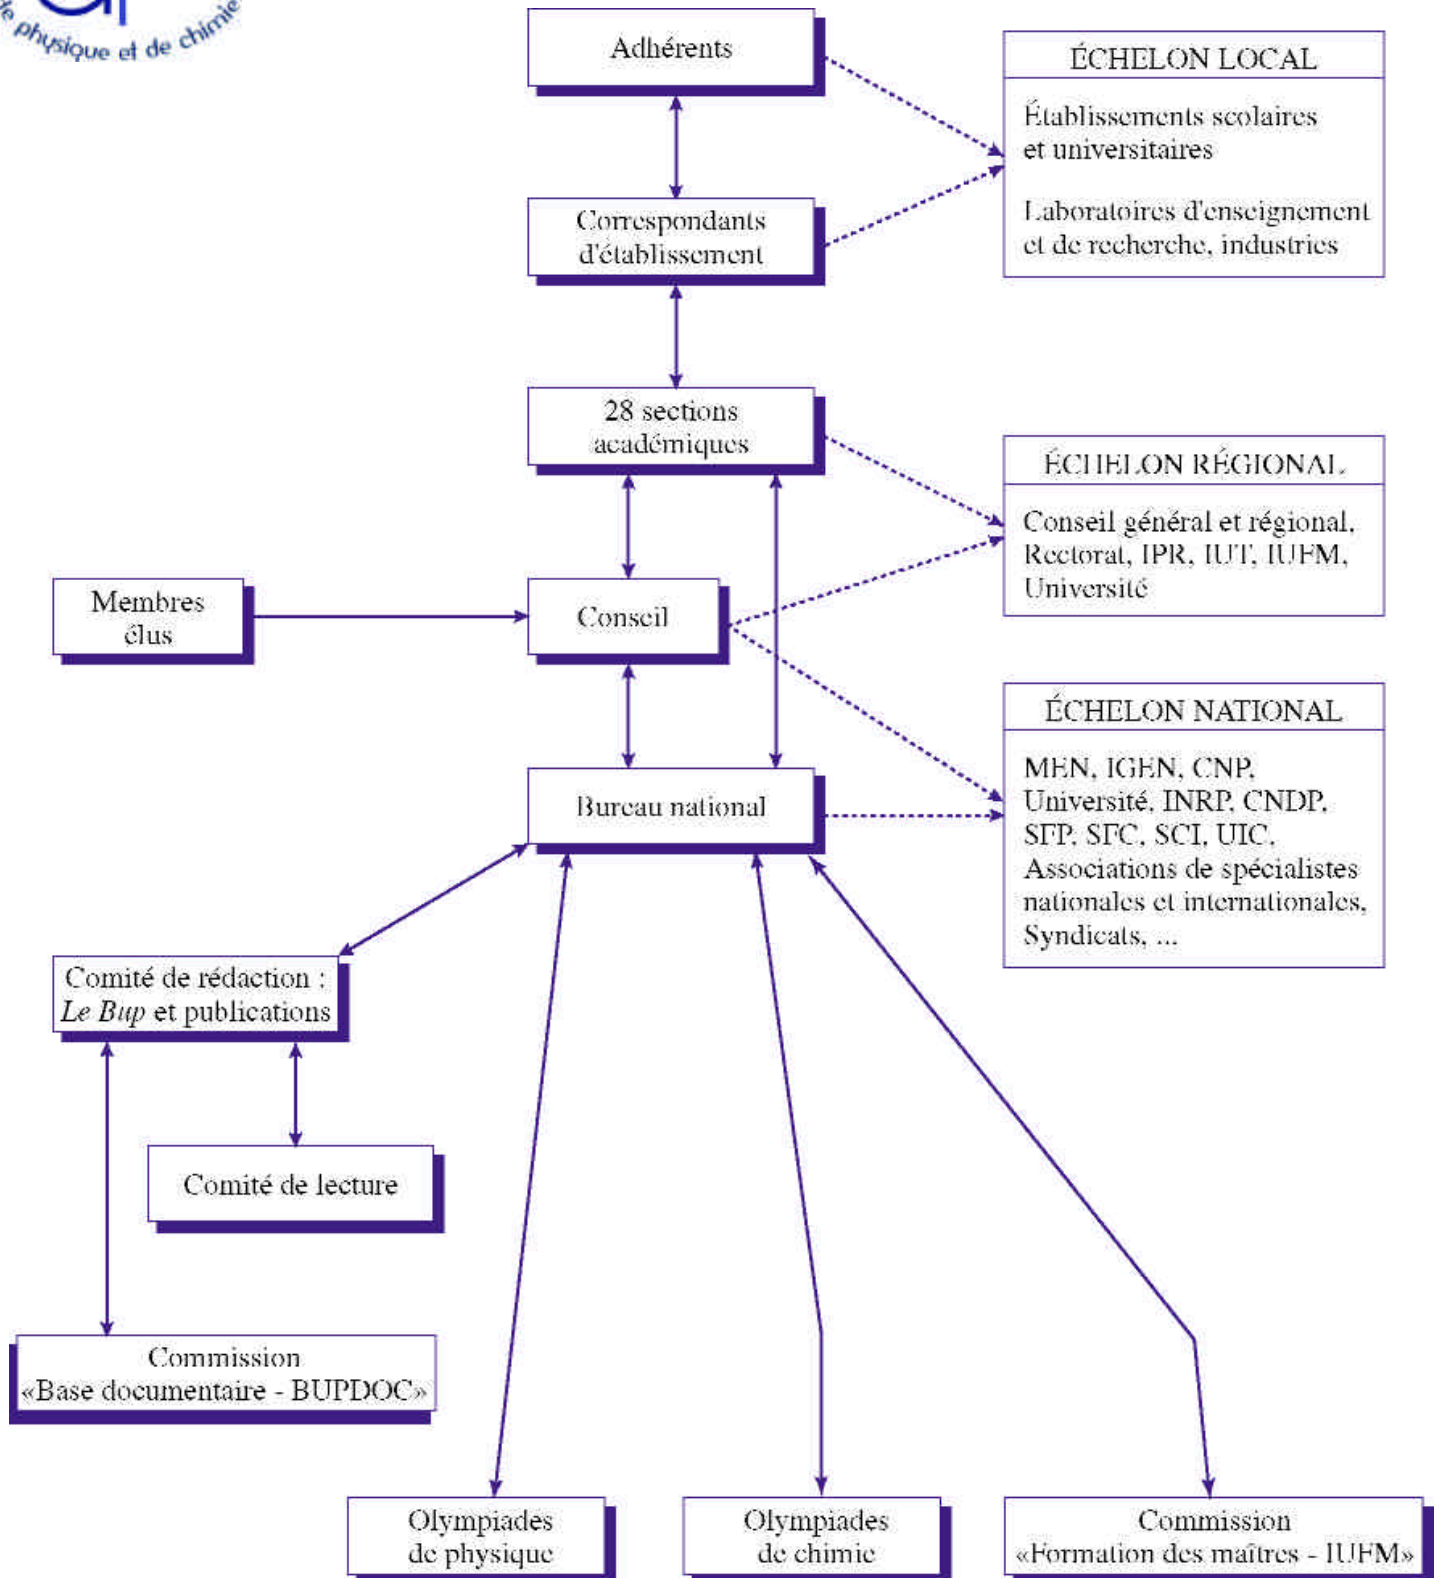 de physique et de chimie
Adhérents
ÉCHELON LOCAL
Établissements scolaires
et universitaires
Laboratoires d'enseignement
et de recherche, industries
Correspondants
d'établissement
28 sections
académiques
ÉCHELON RÉGIONAL
Conseil général et régional,
Rectorat, IPR, IUT, IUFM,
Université
Membres
élus
Conseil
ÉCHELON NATIONAL
MEN, IGEN, CNP,
Université, INRP, CNDP,
SFP, SFC, SCI, UIC,
Associations de spécialistes
nationales et internationales,
Syndicats, ...
Bureau national
Comité de rédaction :
Le Bup et publications
Comité de lecture
Commission
«Base documentaire - BUPDOC»
Olympiades
de physique
Olympiades
de chimie
Commission
«Formation des maîtres - IUFM»